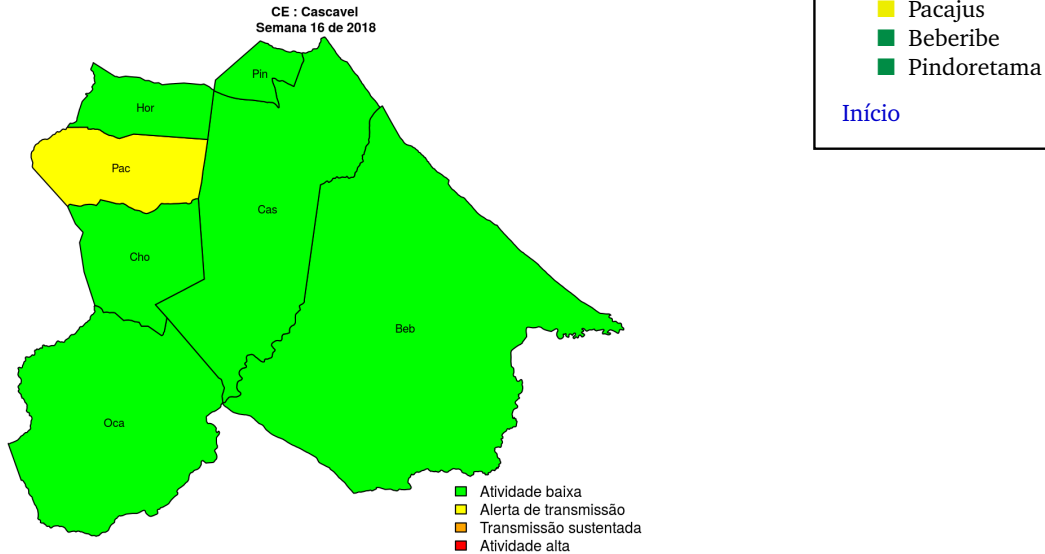 CE : Cascavel
Semana 16 de 2018
Pin
Hor
Pac
Cas
Cho
Beb
Oca
Atividade baixa
Alerta de transmissão
Transmissão sustentada
Atividade alta
Pacajus
Beberibe
Pindoretama
Início